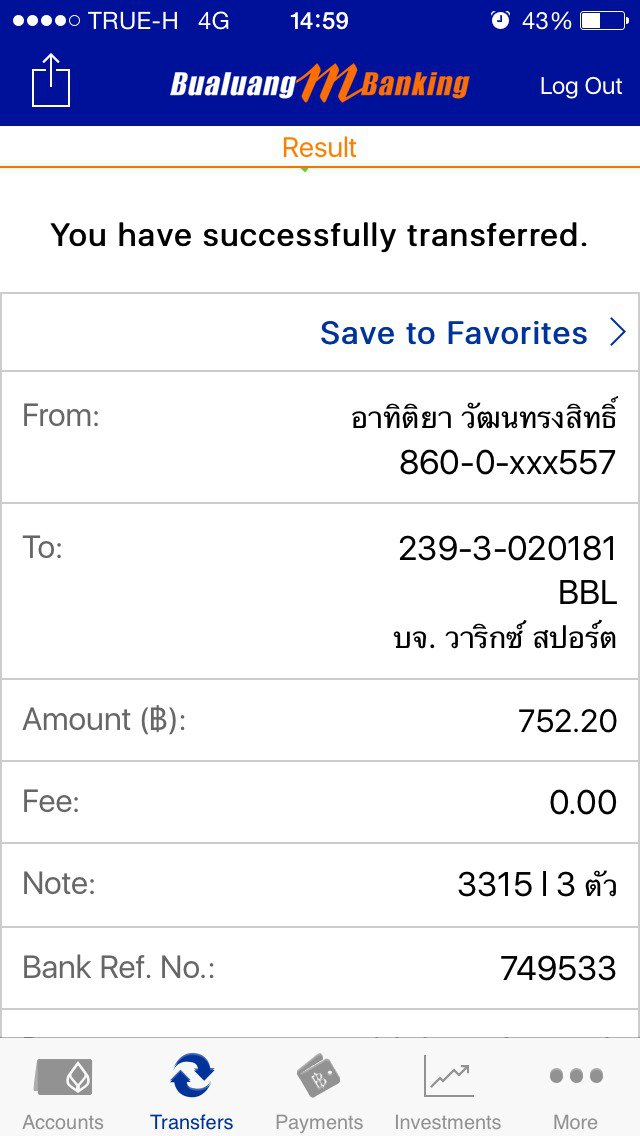 TRUE-H 4G 14:59 43%
Bualuang mBanking
Log Out
Result
You have successfully transferred.
Save to Favorites
From: อาทิติยา วัฒนทรงสิทธิ์
860-0-xxx557
To: 239-3-020181
BBL
บจ. วาริกซ์ สปอร์ต
Amount (฿): 752.20
Fee: 0.00
Note: 3315 l 3 ตัว
Bank Ref. No.: 749533
Accounts Transfers Payments Investments More